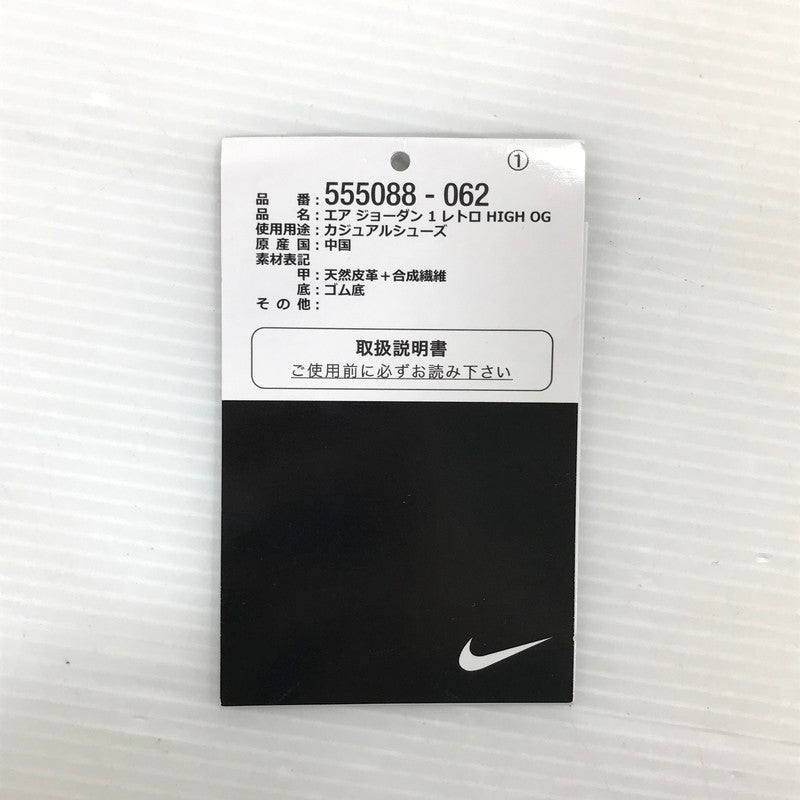 ①
品番：555088 - 062
品名：エア ジョーダン 1 レトロ HIGH OG
使用用途：カジュアルシューズ
原産国：中国
素材表記
甲：天然皮革＋合成繊維
底：ゴム底
その他：
取扱説明書
ご使用前に必ずお読み下さい